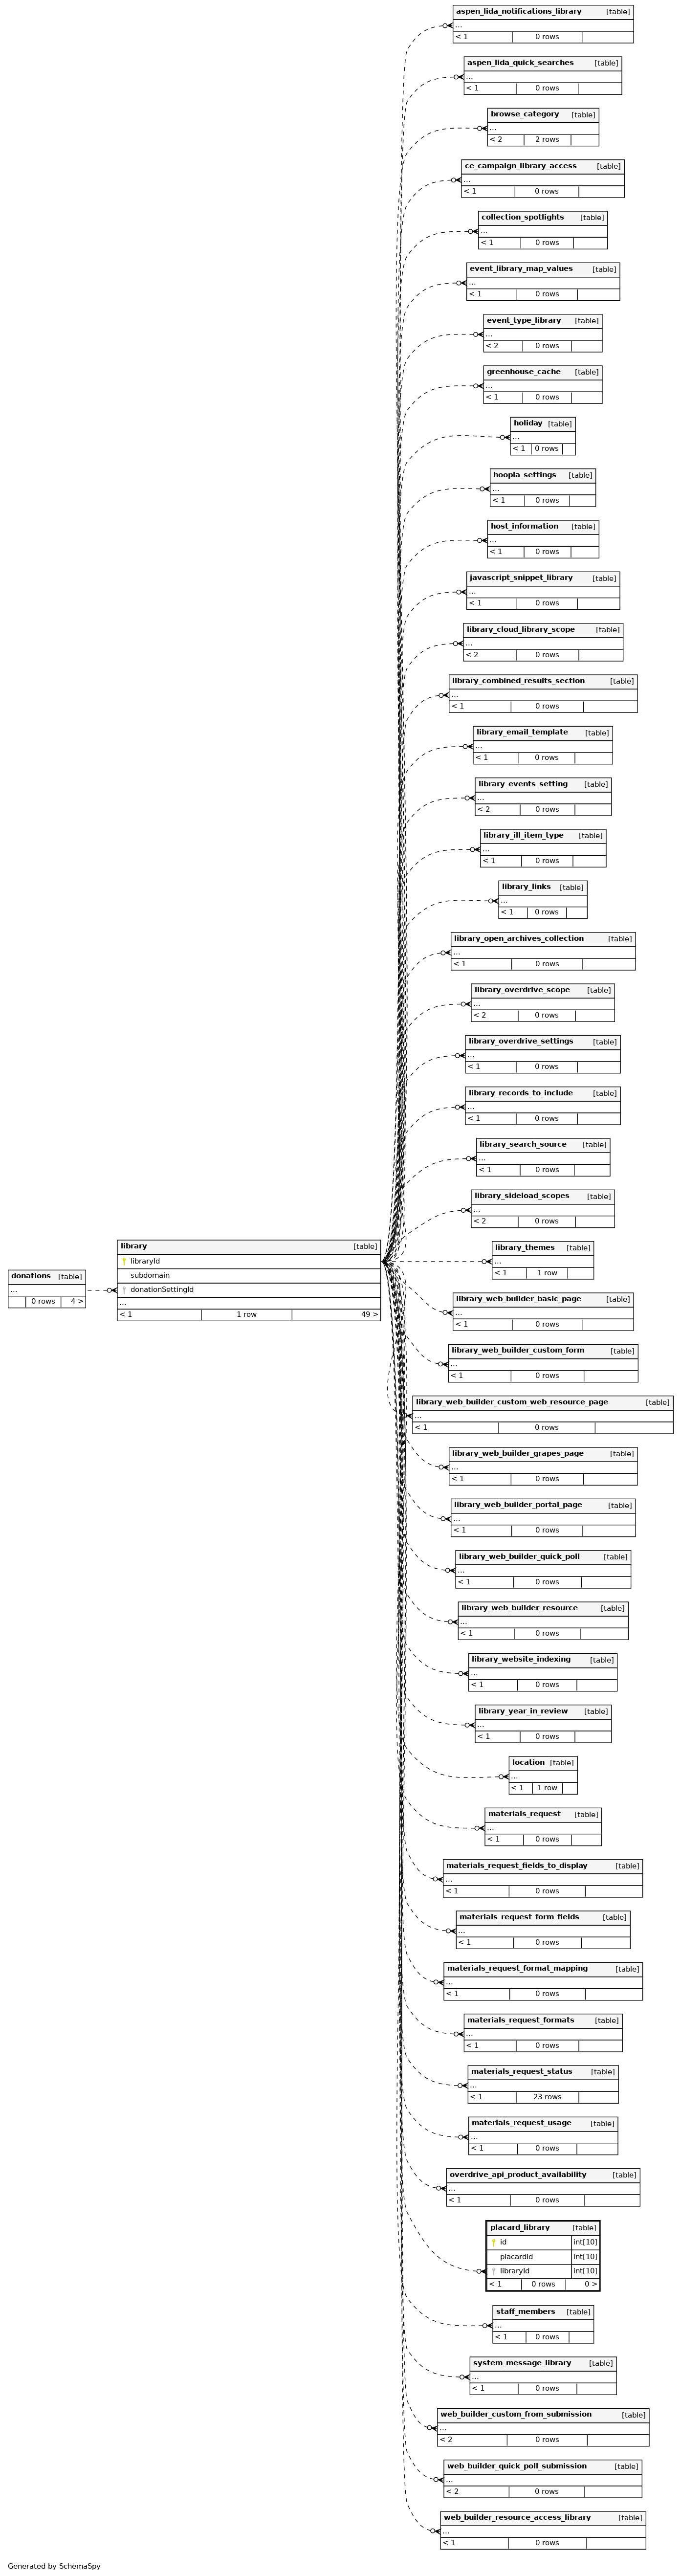 aspen_lida_notifications_library [table]
...
< 1 0 rows
aspen_lida_quick_searches [table]
...
< 1 0 rows
browse_category [table]
...
< 2 2 rows
ce_campaign_library_access [table]
...
< 1 0 rows
collection_spotlights [table]
...
< 1 0 rows
event_library_map_values [table]
...
< 1 0 rows
event_type_library [table]
...
< 2 0 rows
greenhouse_cache [table]
...
< 1 0 rows
holiday [table]
...
< 1 0 rows
hoopla_settings [table]
...
< 1 0 rows
host_information [table]
...
< 1 0 rows
javascript_snippet_library [table]
...
< 1 0 rows
library_cloud_library_scope [table]
...
< 2 0 rows
library_combined_results_section [table]
...
< 1 0 rows
library_email_template [table]
...
< 1 0 rows
library_events_setting [table]
...
< 2 0 rows
library_ill_item_type [table]
...
< 1 0 rows
library_links [table]
...
< 1 0 rows
library_open_archives_collection [table]
...
< 1 0 rows
library_overdrive_scope [table]
...
< 2 0 rows
library_overdrive_settings [table]
...
< 1 0 rows
library_records_to_include [table]
...
< 1 0 rows
library_search_source [table]
...
< 1 0 rows
library_sideload_scopes [table]
...
< 2 0 rows
donations [table]
...
0 rows 4 >
library [table]
libraryId
subdomain
donationSettingId
...
< 1 1 row 49 >
library_themes [table]
...
< 1 1 row
library_web_builder_basic_page [table]
...
< 1 0 rows
library_web_builder_custom_form [table]
...
< 1 0 rows
library_web_builder_custom_web_resource_page [table]
...
< 1 0 rows
library_web_builder_grapes_page [table]
...
< 1 0 rows
library_web_builder_portal_page [table]
...
< 1 0 rows
library_web_builder_quick_poll [table]
...
< 1 0 rows
library_web_builder_resource [table]
...
< 1 0 rows
library_website_indexing [table]
...
< 1 0 rows
library_year_in_review [table]
...
< 1 0 rows
location [table]
...
< 1 1 row
materials_request [table]
...
< 1 0 rows
materials_request_fields_to_display [table]
...
< 1 0 rows
materials_request_form_fields [table]
...
< 1 0 rows
materials_request_format_mapping [table]
...
< 1 0 rows
materials_request_formats [table]
...
< 1 0 rows
materials_request_status [table]
...
< 1 23 rows
materials_request_usage [table]
...
< 1 0 rows
overdrive_api_product_availability [table]
...
< 1 0 rows
placard_library [table]
id int[10]
placardId int[10]
libraryId int[10]
< 1 0 rows 0 >
staff_members [table]
...
< 1 0 rows
system_message_library [table]
...
< 1 0 rows
web_builder_custom_from_submission [table]
...
< 2 0 rows
web_builder_quick_poll_submission [table]
...
< 2 0 rows
web_builder_resource_access_library [table]
...
< 1 0 rows
Generated by SchemaSpy